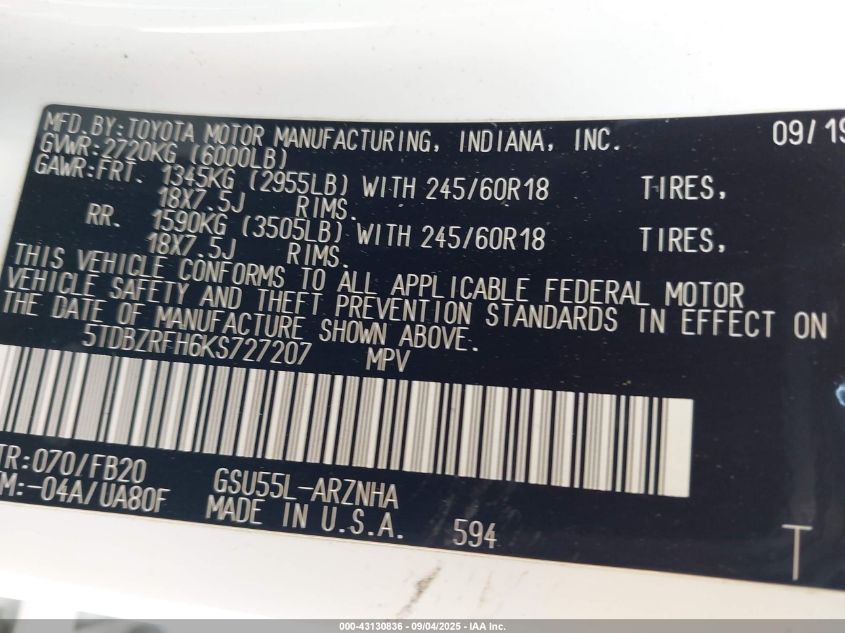 MFD.BY:TOYOTA MOTOR MANUFACTURING, INDIANA, INC. 09/19
GVWR:2720KG (6000LB)
GAWR:FRT. 1345KG (2955LB) WITH 245/60R18 TIRES,
18X7.5J RIMS.
RR. 1590KG (3505LB) WITH 245/60R18 TIRES,
18X7.5J RIMS.
THIS VEHICLE CONFORMS TO ALL APPLICABLE FEDERAL MOTOR
VEHICLE SAFETY AND THEFT PREVENTION STANDARDS IN EFFECT ON
THE DATE OF MANUFACTURE SHOWN ABOVE.
5TDBZRFH6KS727207 MPV
TR:070/FB20 GSU55L-ARZNHA
M:-04A/UA80F MADE IN U.S.A. 594
T
000-43130836 - 09/04/2025 - IAA Inc.